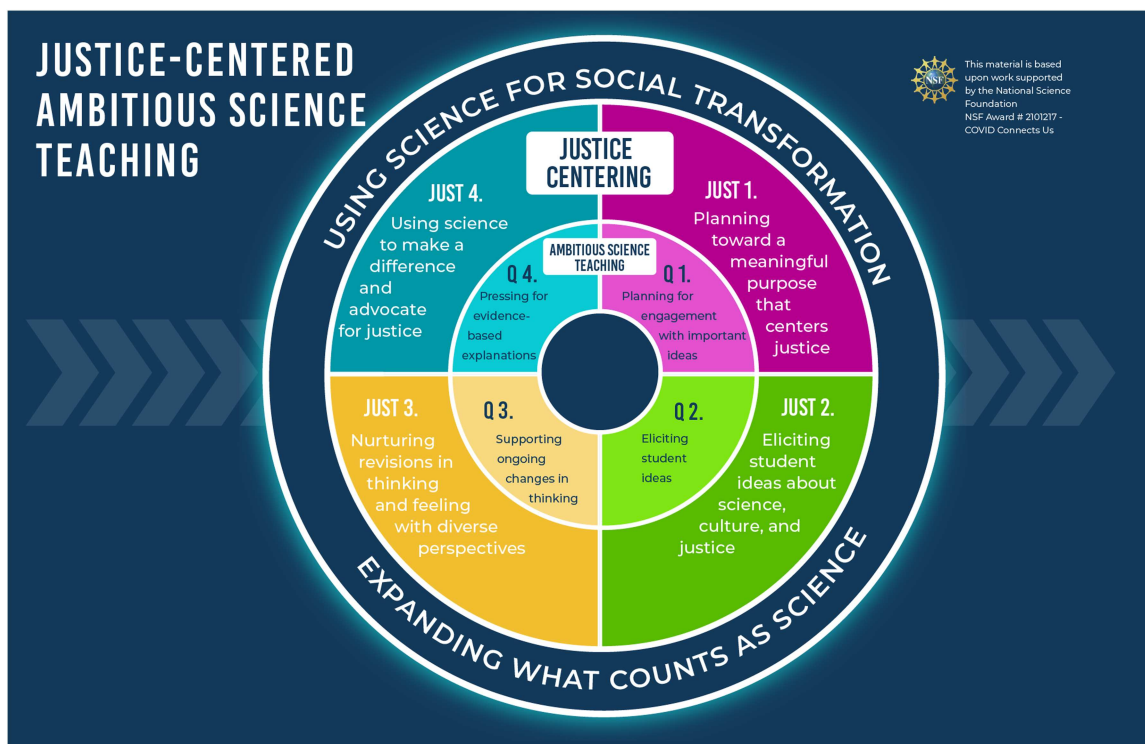 JUSTICE-CENTERED
AMBITIOUS SCIENCE
TEACHING
NSF
This material is based
upon work supported
by the National Science
Foundation
NSF Award # 2101217 -
COVID Connects Us
USING SCIENCE FOR SOCIAL TRANSFORMATION
JUSTICE
CENTERING
JUST 1.
Planning
toward a
meaningful
purpose
that
centers
justice
JUST 2.
Eliciting
student
ideas about
science,
culture, and
justice
JUST 3.
Nurturing
revisions in
thinking
and feeling
with diverse
perspectives
JUST 4.
Using science
to make a
difference
and
advocate
for justice
AMBITIOUS SCIENCE
TEACHING
Q 1.
Planning for
engagement
with important
ideas
Q 2.
Eliciting
student
ideas
Q 3.
Supporting
ongoing
changes in
thinking
Q 4.
Pressing for
evidence-
based
explanations
EXPANDING WHAT COUNTS AS SCIENCE